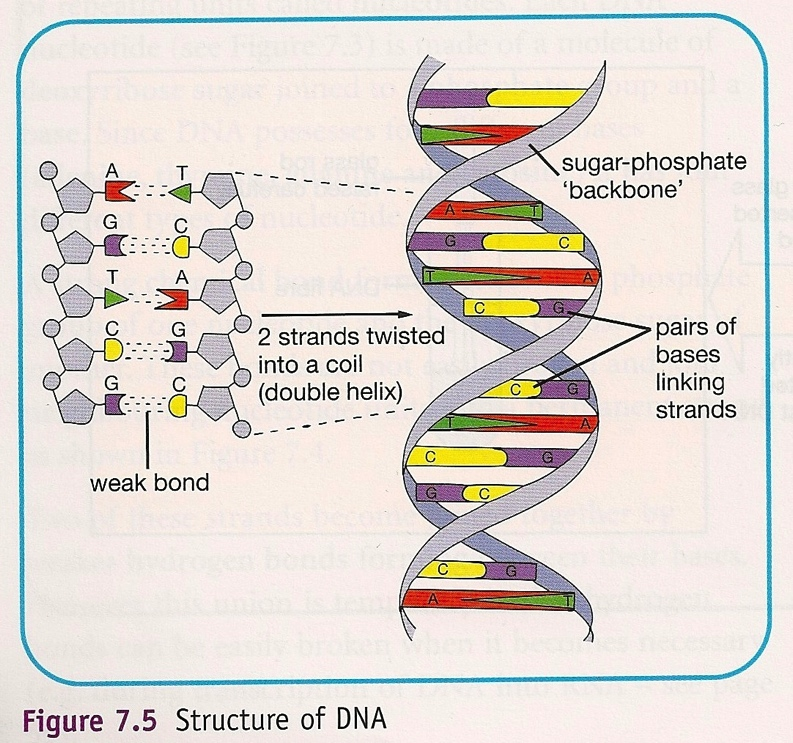 sugar-phosphate
'backbone'
A T
G C
T A
C G
G C
weak bond
2 strands twisted
into a coil
(double helix)
A T
G C
T A
C G
C G
T A
C G
G C
C G
A T
pairs of
bases
linking
strands
Figure 7.5 Structure of DNA